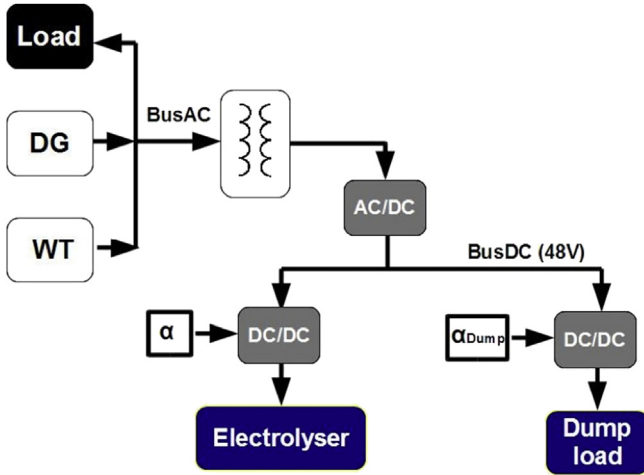 Load
BusAC
DG
AC/DC
WT
BusDC (48V)
α
DC/DC
αDump
DC/DC
Electrolyser
Dump
load